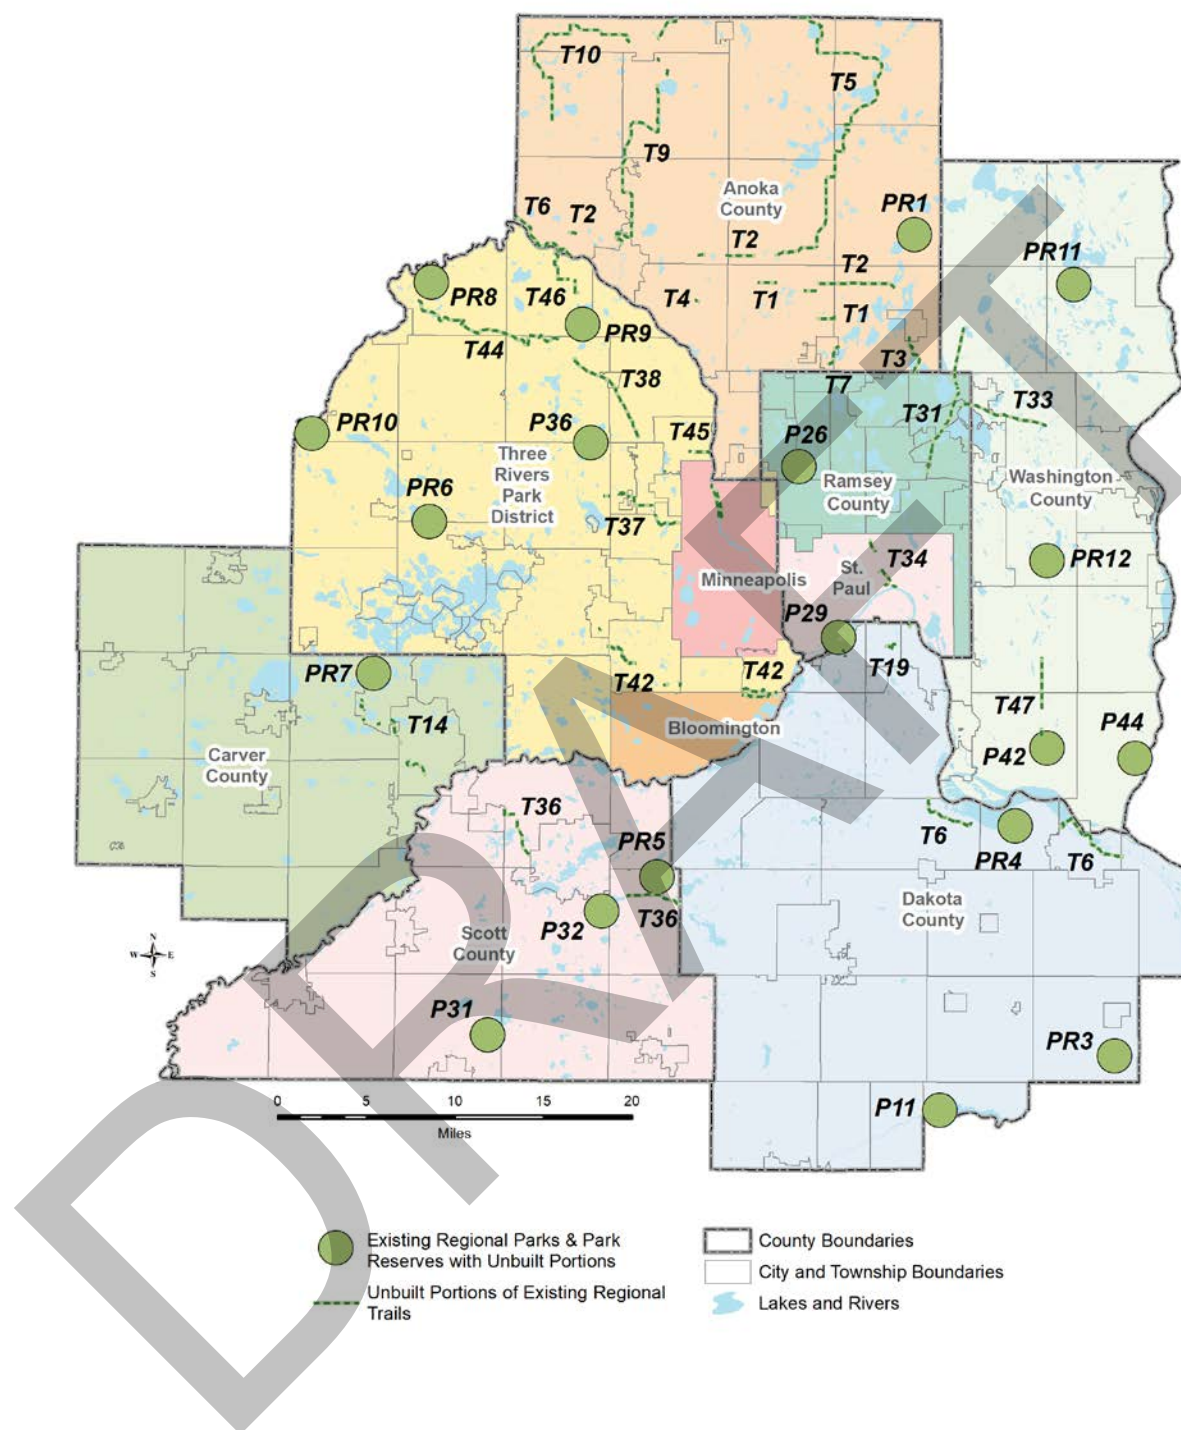 T10
T5
T9
Anoka
County
PR1
T6
T2
T2
PR11
T2
PR8
T46
T4
T1
T1
PR9
T44
T3
T38
T7
T31
T33
PR10
P36
T45
P26
Three
Rivers
Park
District
Ramsey
County
Washington
County
PR6
T37
T34
PR12
Minneapolis
St.
Paul
P29
PR7
T42
T42
T19
T14
T47
P44
Bloomington
P42
Carver
County
T36
PR5
T6
PR4
T6
T36
Dakota
County
P32
Scott
County
N
W
E
S
P31
PR3
P11
0 5 10 15 20
Miles
Existing Regional Parks & Park
Reserves with Unbuilt Portions
Unbuilt Portions of Existing Regional
Trails
County Boundaries
City and Township Boundaries
Lakes and Rivers
DRAFT